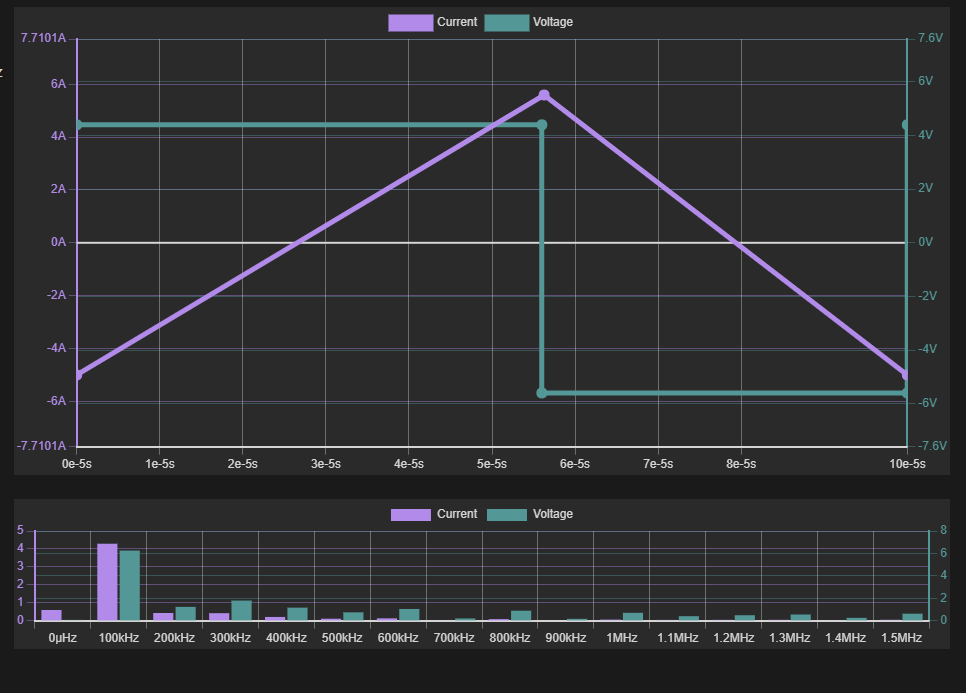 Current Voltage
7.7101A 7.6V
6A 6V
4A 4V
2A 2V
0A 0V
-2A -2V
-4A -4V
-6A -6V
-7.7101A -7.6V
0e-5s 1e-5s 2e-5s 3e-5s 4e-5s 5e-5s 6e-5s 7e-5s 8e-5s 10e-5s
Current Voltage
5 8
4 6
3 4
2
1 2
0 0
0μHz 100kHz 200kHz 300kHz 400kHz 500kHz 600kHz 700kHz 800kHz 900kHz 1MHz 1.1MHz 1.2MHz 1.3MHz 1.4MHz 1.5MHz